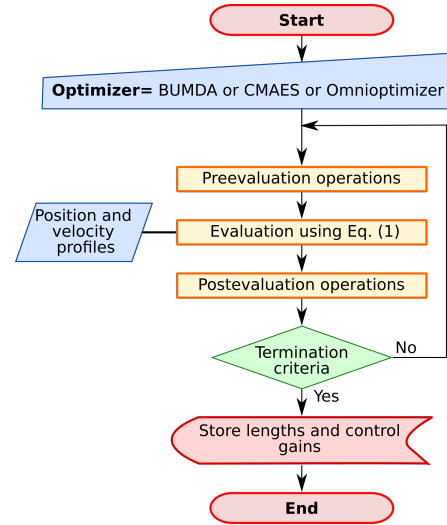 Start
Optimizer= BUMDA or CMAES or Omnioptimizer
Preevaluation operations
Position and
velocity
profiles
Evaluation using Eq. (1)
Postevaluation operations
Termination
criteria
No
Yes
Store lengths and control
gains
End